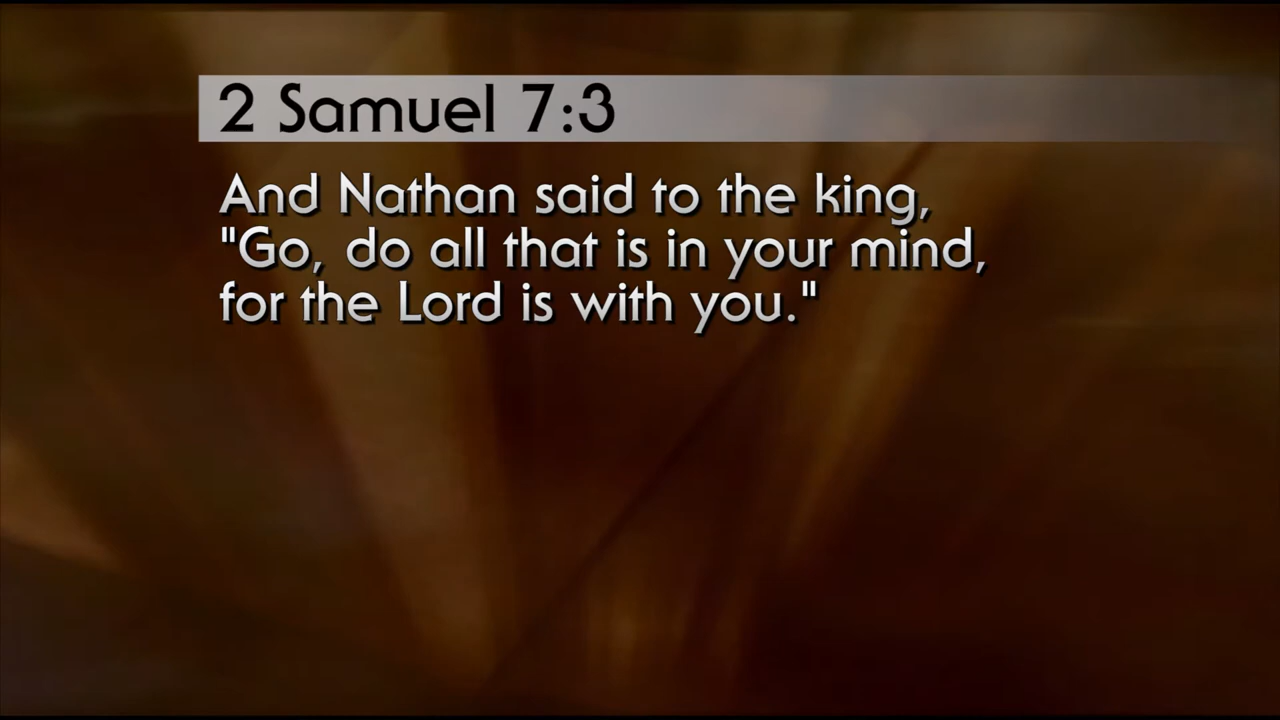 2 Samuel 7:3
And Nathan said to the king,
"Go, do all that is in your mind,
for the Lord is with you."